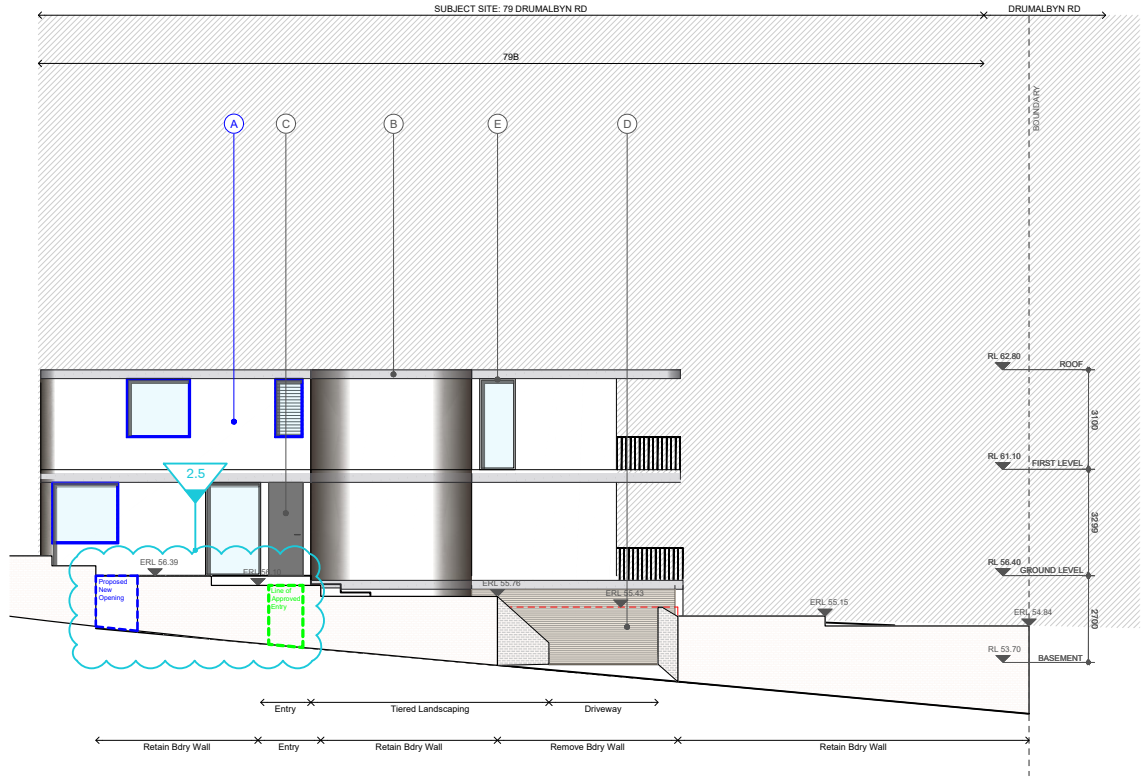 SUBJECT SITE: 79 DRUMALBYN RD
DRUMALBYN RD
79B
BOUNDARY
A
C
B
E
D
RL 62.80
ROOF
3100
RL 61.10
FIRST LEVEL
3299
RL 56.40
GROUND LEVEL
2700
RL 53.70
BASEMENT
2.5
ERL 56.39
ERL 55.76
ERL 55.43
ERL 55.15
ERL 54.84
Proposed
New
Opening
Line of
Approved
Entry
Entry
Tiered Landscaping
Driveway
Retain Bdry Wall
Entry
Retain Bdry Wall
Remove Bdry Wall
Retain Bdry Wall